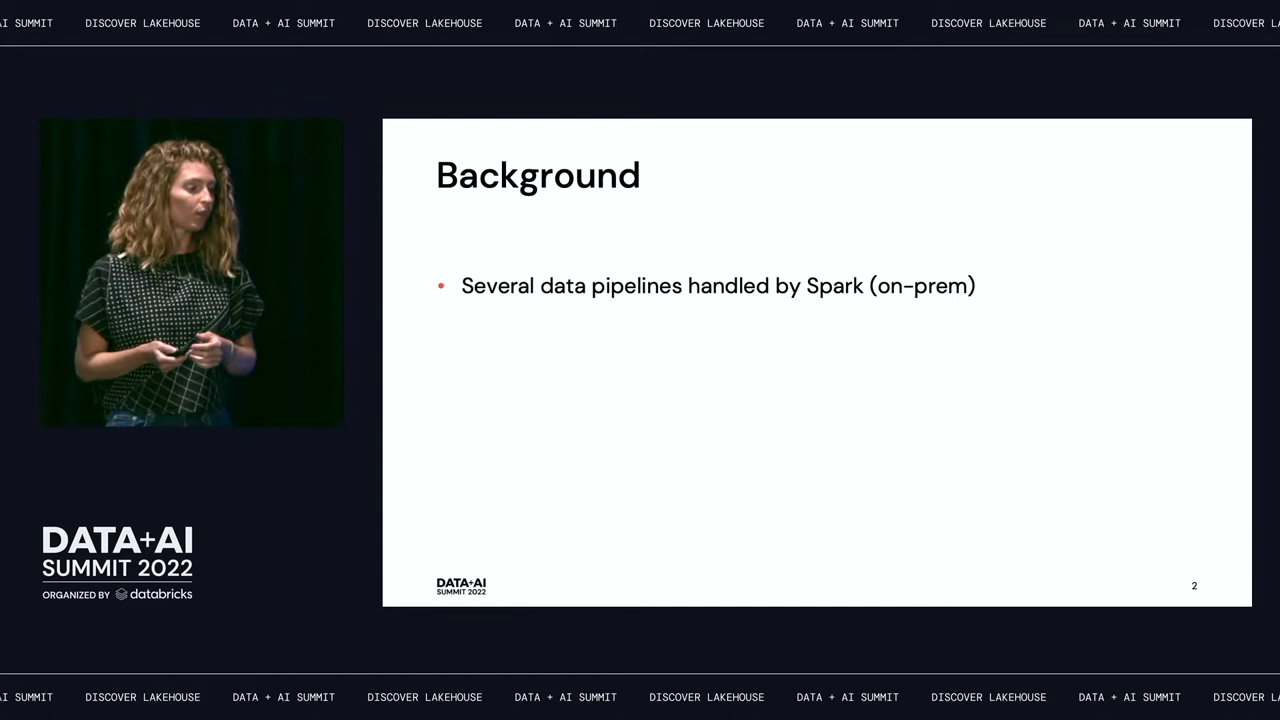 AI SUMMIT DISCOVER LAKEHOUSE DATA + AI SUMMIT DISCOVER LAKEHOUSE DATA + AI SUMMIT DISCOVER LAKEHOUSE DATA + AI SUMMIT DISCOVER LAKEHOUSE DATA + AI SUMMIT DISCOVER LA
Background
• Several data pipelines handled by Spark (on-prem)
DATA+AI
SUMMIT 2022
ORGANIZED BY databricks
DATA+AI
SUMMIT 2022
2
AI SUMMIT DISCOVER LAKEHOUSE DATA + AI SUMMIT DISCOVER LAKEHOUSE DATA + AI SUMMIT DISCOVER LAKEHOUSE DATA + AI SUMMIT DISCOVER LAKEHOUSE DATA + AI SUMMIT DISCOVER LA